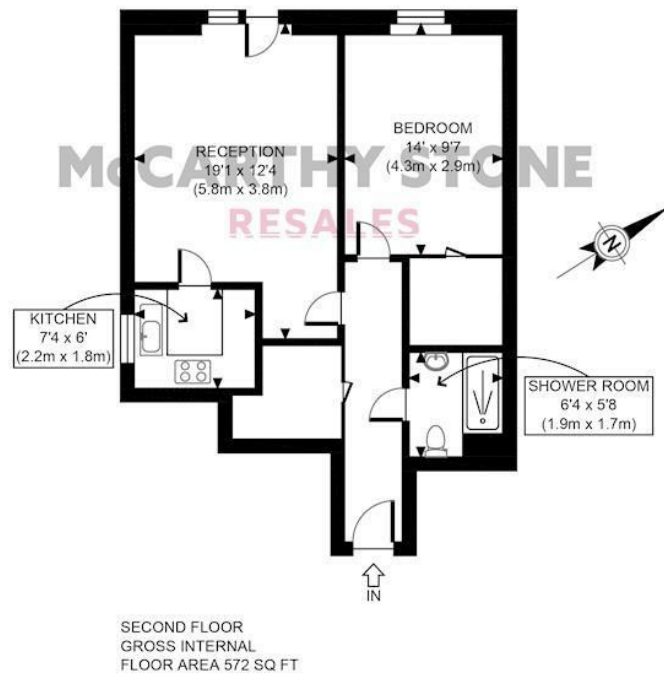 McCARTHY STONE
RESALES
RECEPTION
19'1 x 12'4
(5.8m x 3.8m)
BEDROOM
14' x 9'7
(4.3m x 2.9m)
N
KITCHEN
7'4 x 6'
(2.2m x 1.8m)
SHOWER ROOM
6'4 x 5'8
(1.9m x 1.7m)
IN
SECOND FLOOR
GROSS INTERNAL
FLOOR AREA 572 SQ FT